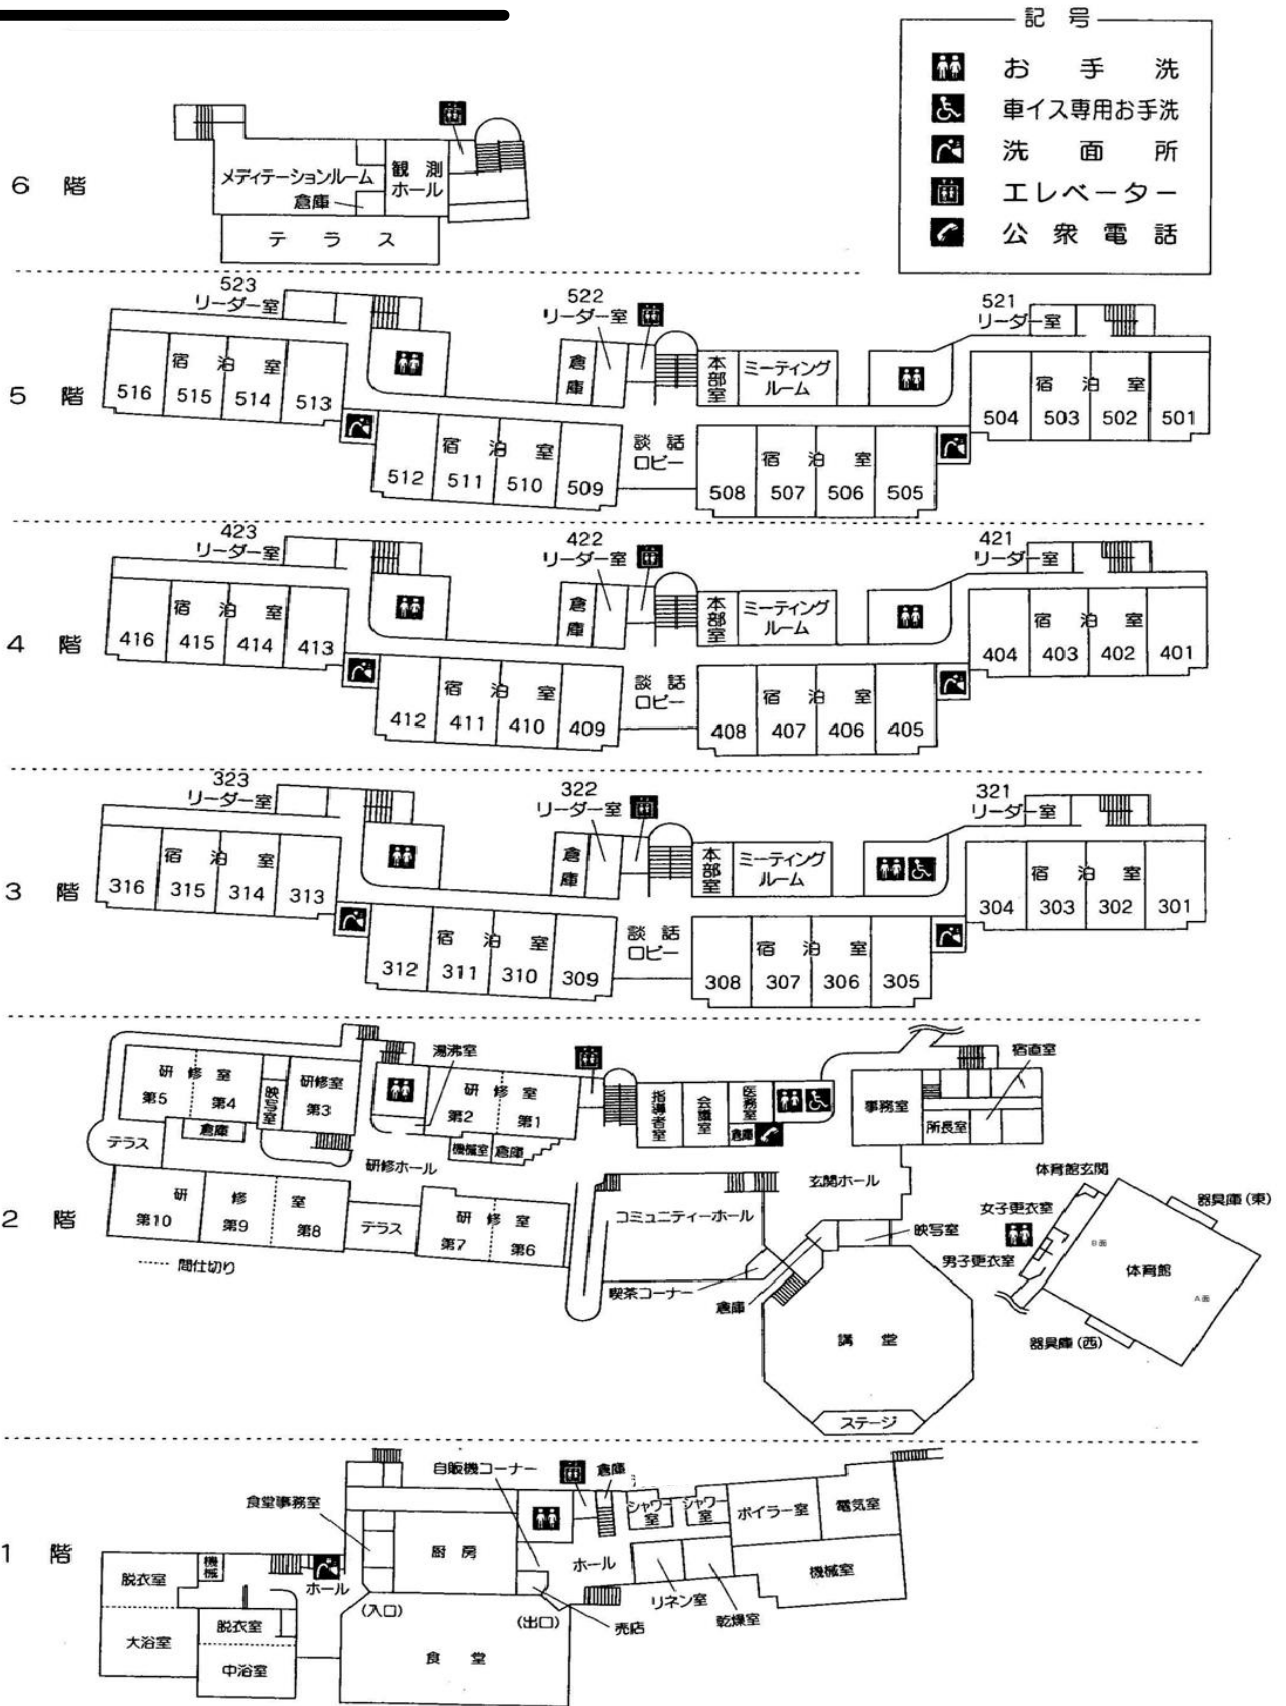 記号
お手洗
車イス専用お手洗
洗面所
エレベーター
公衆電話
6階
メディテーションルーム
倉庫
観測
ホール
テラス
5階
523
リーダー室
522
リーダー室
521
リーダー室
宿泊室
516 515 514 513
倉庫
本部室
ミーティング
ルーム
宿泊室
504 503 502 501
宿泊室
512 511 510 509
談話
ロビー
宿泊室
508 507 506 505
4階
423
リーダー室
422
リーダー室
421
リーダー室
宿泊室
416 415 414 413
倉庫
本部室
ミーティング
ルーム
宿泊室
404 403 402 401
宿泊室
412 411 410 409
談話
ロビー
宿泊室
408 407 406 405
3階
323
リーダー室
322
リーダー室
321
リーダー室
宿泊室
316 315 314 313
倉庫
本部室
ミーティング
ルーム
宿泊室
304 303 302 301
宿泊室
312 311 310 309
談話
ロビー
宿泊室
308 307 306 305
2階
湯沸室
宿直室
研修室
第5 第4
映写室
研修室
第3
研修室
第2 第1
指導者室
会議室
医務室
倉庫
事務室
所長室
倉庫
テラス
機械室
倉庫
研修ホール
玄関ホール
体育館玄関
器具庫(東)
研修室
第10 第9 第8
テラス
研修室
第7 第6
コミュニティーホール
映写室
女子更衣室
男子更衣室
B面
体育館
A面
間仕切り
喫茶コーナー
倉庫
器具庫(西)
講堂
ステージ
1階
自販機コーナー
倉庫
食堂事務室
シャワー
室
シャワー
室
ボイラー室
電気室
厨房
ホール
機械室
脱衣室
機械
ホール
(入口)
(出口)
売店
リネン室
乾燥室
脱衣室
大浴室
中浴室
食堂